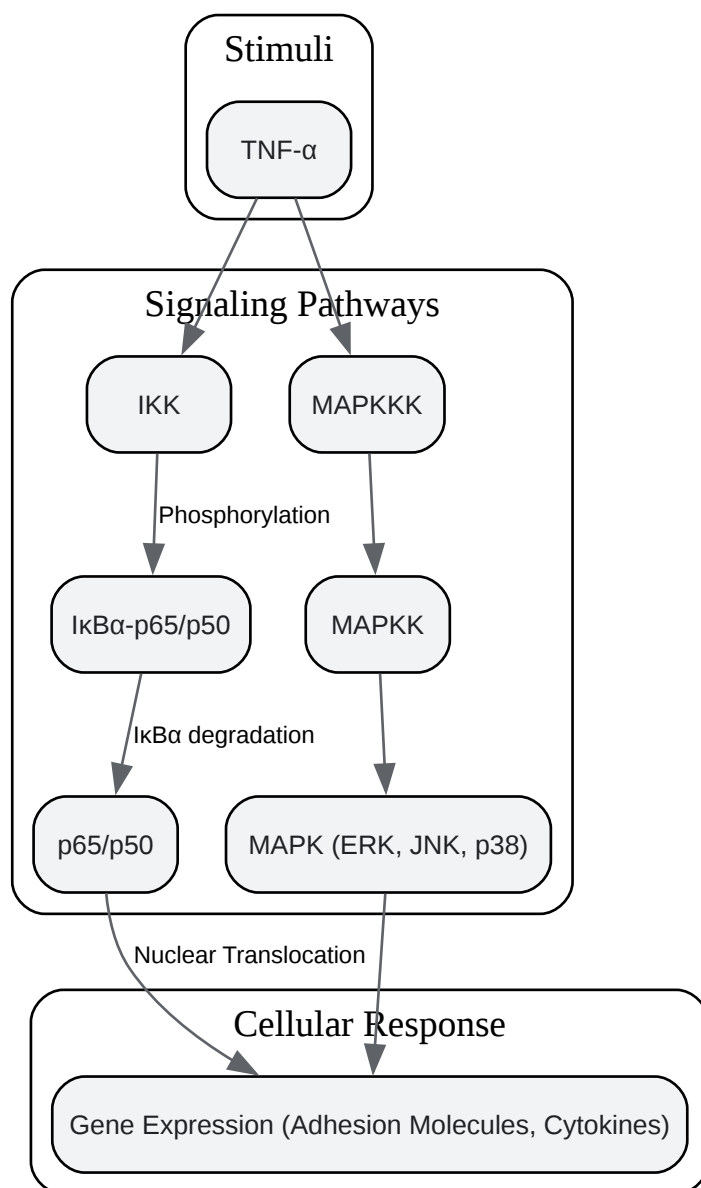 Stimuli
TNF-α
Signaling Pathways
IKK
MAPKKK
Phosphorylation
IκBα-p65/p50
MAPKK
IκBα degradation
p65/p50
MAPK (ERK, JNK, p38)
Nuclear Translocation
Cellular Response
Gene Expression (Adhesion Molecules, Cytokines)